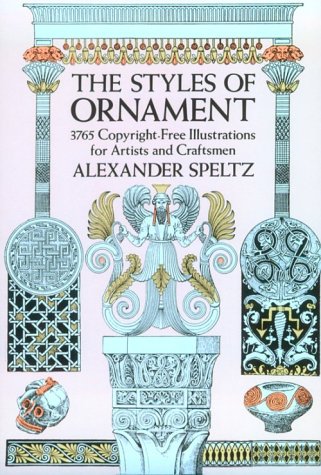 THE STYLES OF
ORNAMENT
3765 Copyright-Free Illustrations
for Artists and Craftsmen
ALEXANDER SPELTZ